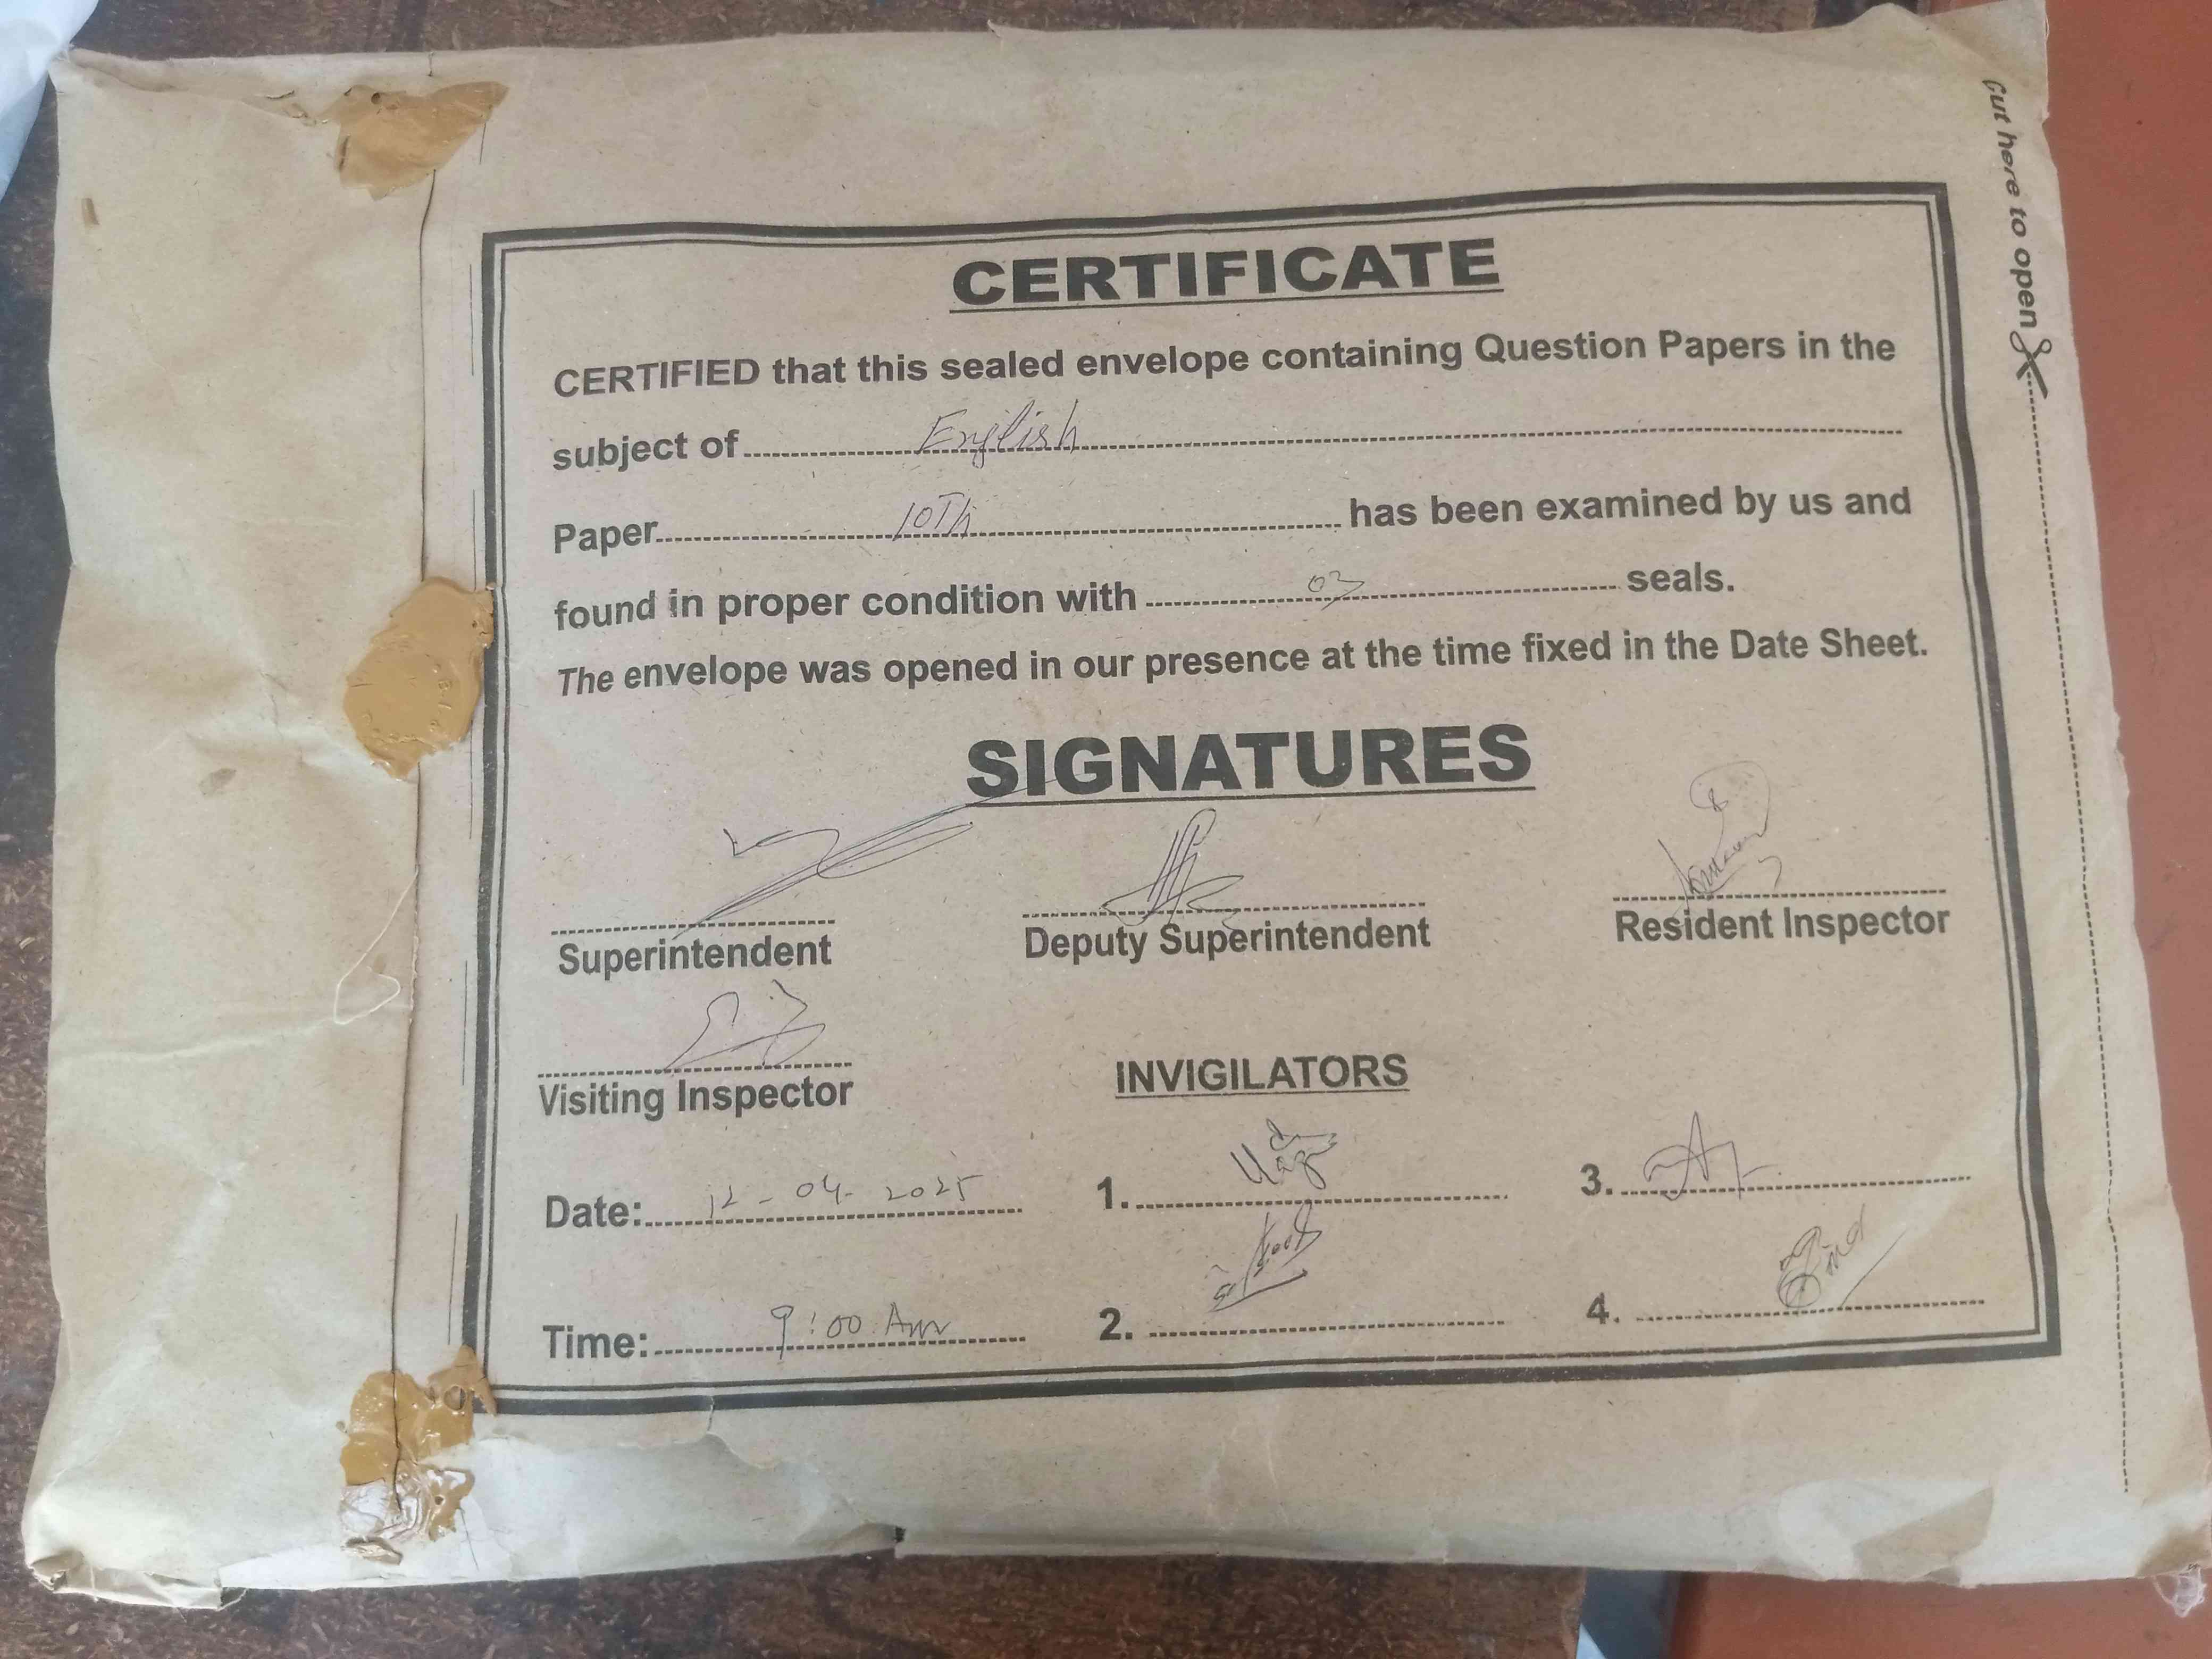 Cut here to open
CERTIFICATE
CERTIFIED that this sealed envelope containing Question Papers in the
subject of English
Paper 10Th has been examined by us and
found in proper condition with 03 seals.
The envelope was opened in our presence at the time fixed in the Date Sheet.
SIGNATURES
Superintendent Deputy Superintendent Resident Inspector
Visiting Inspector INVIGILATORS
Date: 12-04-2025 1. 3.
Time: 9:00 Am 2. 4.